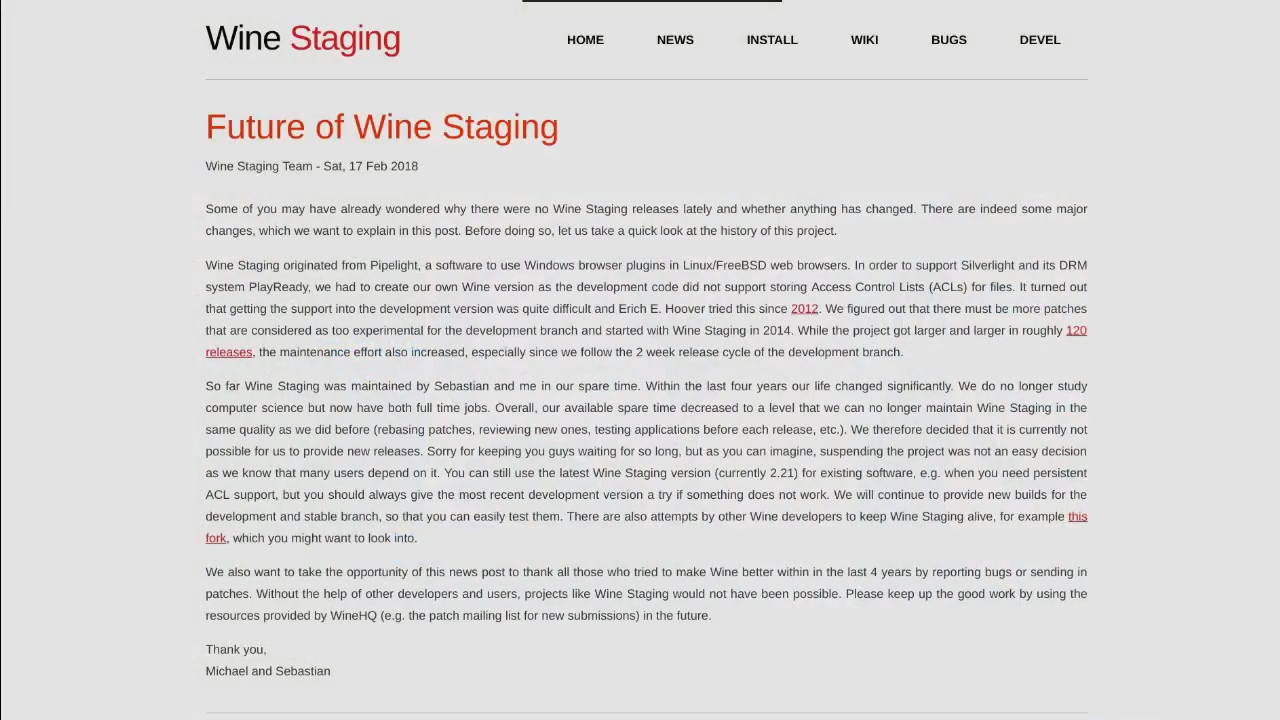 Wine Staging
HOME NEWS INSTALL WIKI BUGS DEVEL
Future of Wine Staging
Wine Staging Team - Sat, 17 Feb 2018
Some of you may have already wondered why there were no Wine Staging releases lately and whether anything has changed. There are indeed some major
changes, which we want to explain in this post. Before doing so, let us take a quick look at the history of this project.
Wine Staging originated from Pipelight, a software to use Windows browser plugins in Linux/FreeBSD web browsers. In order to support Silverlight and its DRM
system PlayReady, we had to create our own Wine version as the development code did not support storing Access Control Lists (ACLs) for files. It turned out
that getting the support into the development version was quite difficult and Erich E. Hoover tried this since 2012. We figured out that there must be more patches
that are considered as too experimental for the development branch and started with Wine Staging in 2014. While the project got larger and larger in roughly 120
releases, the maintenance effort also increased, especially since we follow the 2 week release cycle of the development branch.
So far Wine Staging was maintained by Sebastian and me in our spare time. Within the last four years our life changed significantly. We do no longer study
computer science but now have both full time jobs. Overall, our available spare time decreased to a level that we can no longer maintain Wine Staging in the
same quality as we did before (rebasing patches, reviewing new ones, testing applications before each release, etc.). We therefore decided that it is currently not
possible for us to provide new releases. Sorry for keeping you guys waiting for so long, but as you can imagine, suspending the project was not an easy decision
as we know that many users depend on it. You can still use the latest Wine Staging version (currently 2.21) for existing software, e.g. when you need persistent
ACL support, but you should always give the most recent development version a try if something does not work. We will continue to provide new builds for the
development and stable branch, so that you can easily test them. There are also attempts by other Wine developers to keep Wine Staging alive, for example this
fork, which you might want to look into.
We also want to take the opportunity of this news post to thank all those who tried to make Wine better within in the last 4 years by reporting bugs or sending in
patches. Without the help of other developers and users, projects like Wine Staging would not have been possible. Please keep up the good work by using the
resources provided by WineHQ (e.g. the patch mailing list for new submissions) in the future.
Thank you,
Michael and Sebastian